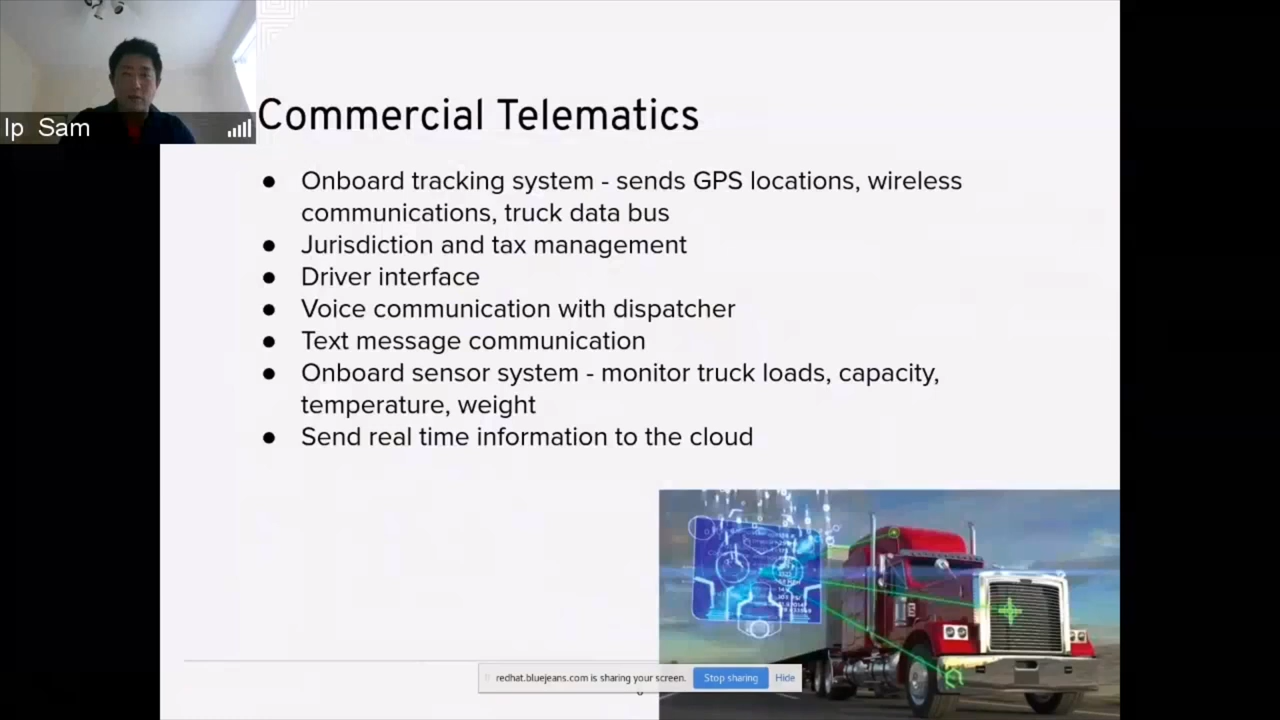 Ip Sam
Commercial Telematics
● Onboard tracking system - sends GPS locations, wireless
communications, truck data bus
● Jurisdiction and tax management
● Driver interface
● Voice communication with dispatcher
● Text message communication
● Onboard sensor system - monitor truck loads, capacity,
temperature, weight
● Send real time information to the cloud
redhat.bluejeans.com is sharing your screen. Stop sharing Hide